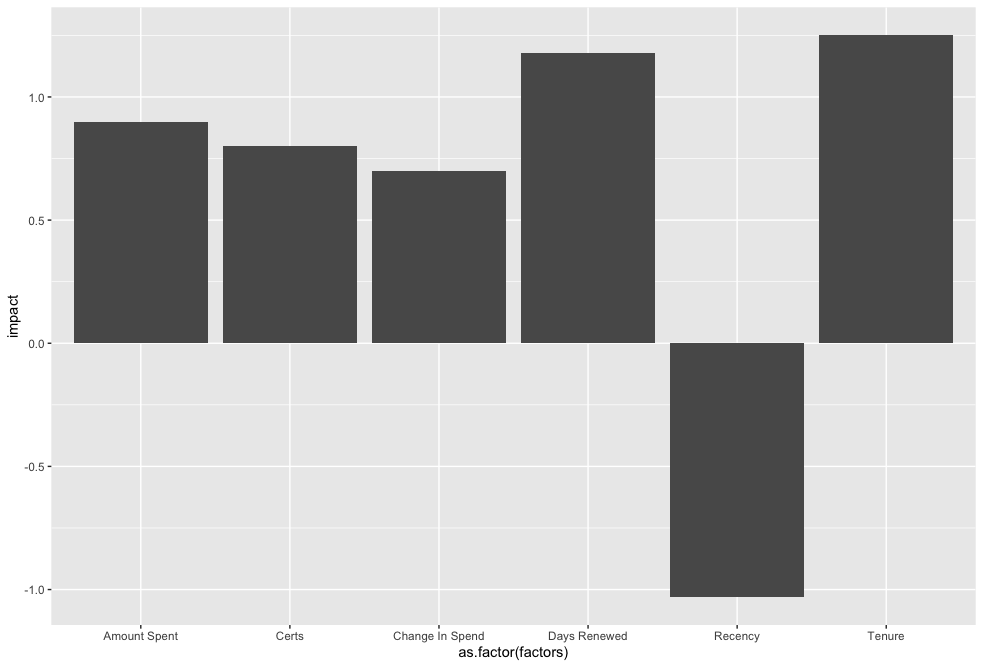 impact
1.0
0.5
0.0
-0.5
-1.0
Amount Spent Certs Change In Spend Days Renewed Recency Tenure
as.factor(factors)